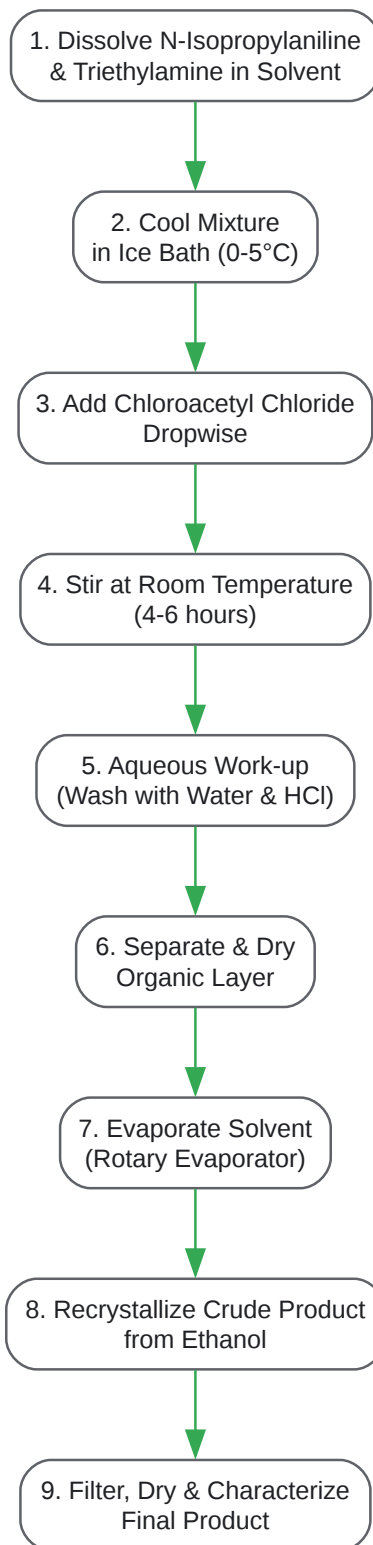 1. Dissolve N-Isopropylaniline
& Triethylamine in Solvent
2. Cool Mixture
in Ice Bath (0-5°C)
3. Add Chloroacetyl Chloride
Dropwise
4. Stir at Room Temperature
(4-6 hours)
5. Aqueous Work-up
(Wash with Water & HCl)
6. Separate & Dry
Organic Layer
7. Evaporate Solvent
(Rotary Evaporator)
8. Recrystallize Crude Product
from Ethanol
9. Filter, Dry & Characterize
Final Product